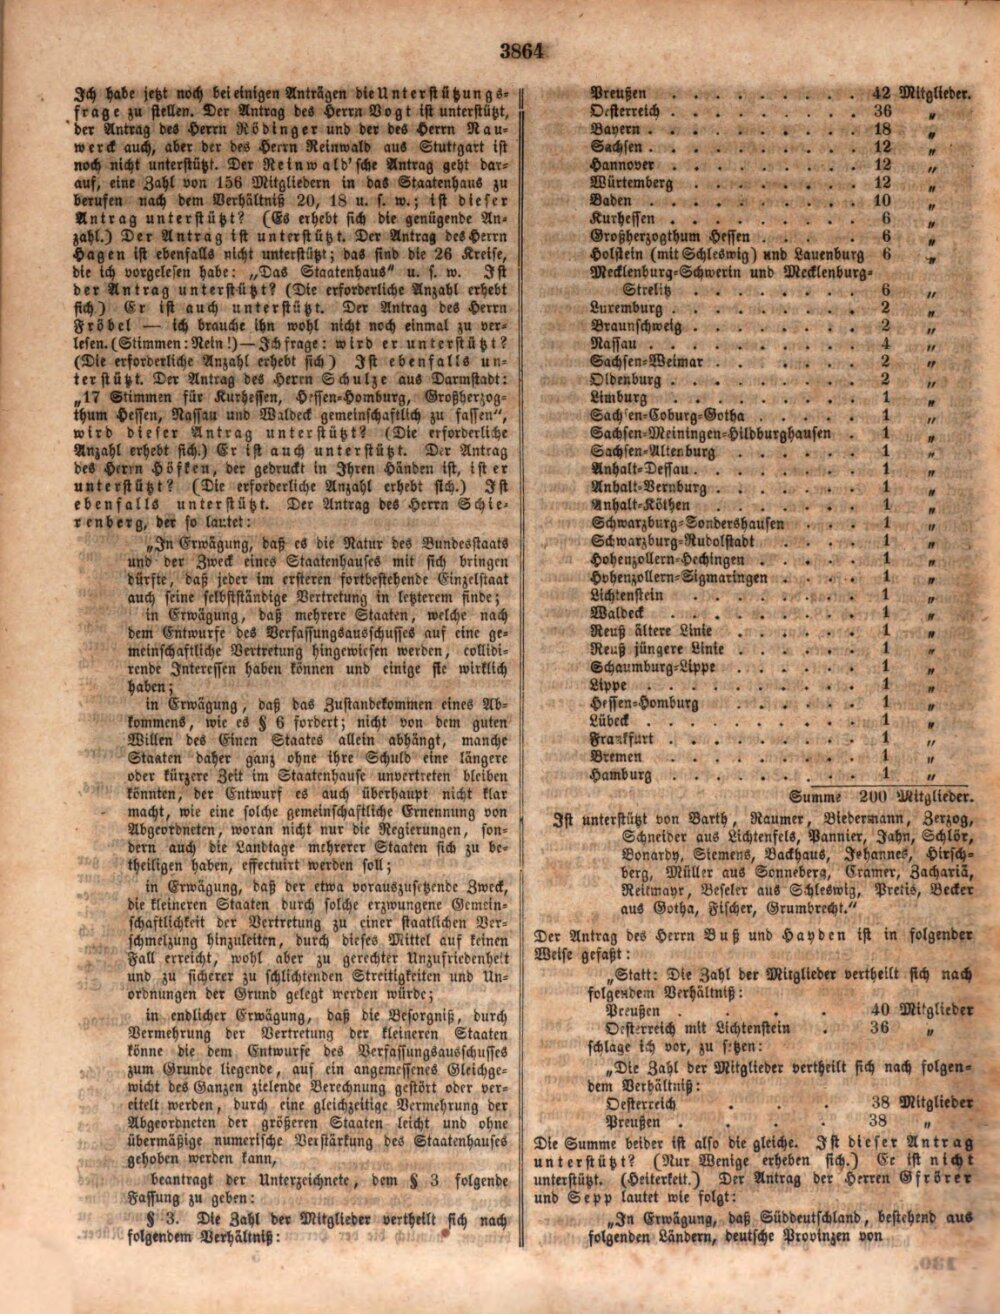 3864
Ich habe jetzt noch bei einigen Anträgen die Unterstützungs-
frage zu stellen. Der Antrag des Herrn Vogt ist unterstützt,
der Antrag des Herrn Rödinger und der des Herrn Nau-
werck auch, aber der des Herrn Reinwald aus Stuttgart ist
noch nicht unterstützt. Der Reinwald'sche Antrag geht dar-
auf, eine Zahl von 156 Mitgliedern in das Staatenhaus zu
berufen nach dem Verhältniß 20, 18 u. s. w.; ist dieser
Antrag unterstützt? (Es erhebt sich die genügende An-
zahl.) Der Antrag ist unterstützt. Der Antrag des Herrn
Hagen ist ebenfalls nicht unterstützt; das sind die 26 Kreise,
die ich vorgelesen habe: „Das Staatenhaus“ u. s. w. Ist
der Antrag unterstützt? (Die erforderliche Anzahl erhebt
sich.) Er ist auch unterstützt. Der Antrag des Herrn
Fröbel — ich brauche ihn wohl nicht noch einmal zu ver-
lesen. (Stimmen: Nein!) — Ich frage: wird er unterstützt?
(Die erforderliche Anzahl erhebt sich) Ist ebenfalls un-
terstützt. Der Antrag des Herrn Schulze aus Darmstadt:
„17 Stimmen für Kurhessen, Hessen-Homburg, Großherzog-
thum Hessen, Nassau und Waldeck gemeinschaftlich zu fassen“,
wird dieser Antrag unterstützt? (Die erforderliche
Anzahl erhebt sich.) Er ist auch unterstützt. Der Antrag
des Herrn Höfken, der gedruckt in Ihren Händen ist, ist er
unterstützt? (Die erforderliche Anzahl erhebt sich.) Ist
ebenfalls unterstützt. Der Antrag des Herrn Schie-
renberg, der so lautet:
„In Erwägung, daß es die Natur des Bundesstaats
und der Zweck eines Staatenhauses mit sich bringen
dürfte, daß jeder im ersteren fortbestehende Einzelstaat
auch seine selbstständige Vertretung in letzterem finde;
in Erwägung, daß mehrere Staaten, welche nach
dem Entwurfe des Verfassungsausschusses auf eine ge-
meinschaftliche Vertretung hingewiesen werden, collidi-
rende Interessen haben können und einige sie wirklich
haben;
in Erwägung, daß das Zustandekommen eines Ab-
kommens, wie es § 6 fordert; nicht von dem guten
Willen des Einen Staates allein abhängt, manche
Staaten daher ganz ohne ihre Schuld eine längere
oder kürzere Zeit im Staatenhause unvertreten bleiben
könnten, der Entwurf es auch überhaupt nicht klar
macht, wie eine solche gemeinschaftliche Ernennung von
Abgeordneten, woran nicht nur die Regierungen, son-
dern auch die Landtage mehrerer Staaten sich zu be-
theiligen haben, effectuirt werden soll;
in Erwägung, daß der etwa vorauszusetzende Zweck,
die kleineren Staaten durch solche erzwungene Gemein-
schaftlichkeit der Vertretung zu einer staatlichen Ver-
schmelzung hinzuleiten, durch dieses Mittel auf keinen
Fall erreicht, wohl aber zu gerechter Unzufriedenheit
und zu sicherer zu schlichtenden Streitigkeiten und Un-
ordnungen der Grund gelegt werden würde;
in endlicher Erwägung, daß die Besorgniß, durch
Vermehrung der Vertretung der kleineren Staaten
könne die dem Entwurfe des Verfassungsausschusses
zum Grunde liegende, auf ein angemessenes Gleichge-
wicht des Ganzen zielende Berechnung gestört oder ver-
eitelt werden, durch eine gleichzeitige Vermehrung der
Abgeordneten der größeren Staaten leicht und ohne
übermäßige numerische Verstärkung des Staatenhauses
gehoben werden kann,
beantragt der Unterzeichnete, dem § 3 folgende
Fassung zu geben:
§ 3. Die Zahl der Mitglieder vertheilt sich nach
folgendem Verhältniß:
Preußen . . . . . . . . . 42 Mitglieder.
Oesterreich . . . . . . . . . 36 „
Bayern . . . . . . . . . . 18 „
Sachsen . . . . . . . . . . 12 „
Hannover . . . . . . . . . 12 „
Würtemberg . . . . . . . . 12 „
Baden . . . . . . . . . . 10 „
Kurhessen . . . . . . . . . 6 „
Großherzogthum Hessen . . . . . 6 „
Holstein (mit Schleswig) und Lauenburg 6 „
Mecklenburg-Schwerin und Mecklenburg-
Strelitz . . . . . . . . 6 „
Luxemburg . . . . . . . . 2 „
Braunschweig . . . . . . . . 2 „
Nassau . . . . . . . . . . 4 „
Sachsen-Weimar . . . . . . . 2 „
Oldenburg . . . . . . . . . 2 „
Limburg . . . . . . . . . 1 „
Sachsen-Coburg-Gotha . . . . . 1 „
Sachsen-Meiningen-Hildburghausen . 1 „
Sachsen-Altenburg . . . . . . 1 „
Anhalt-Dessau . . . . . . . . 1 „
Anhalt-Bernburg . . . . . . . 1 „
Anhalt-Köthen . . . . . . . 1 „
Schwarzburg-Sondershausen . . . 1 „
Schwarzburg-Rudolstadt . . . . 1 „
Hohenzollern-Hechingen . . . . . 1 „
Hohenzollern-Sigmaringen . . . . 1 „
Lichtenstein . . . . . . . . 1 „
Waldeck . . . . . . . . . 1 „
Reuß ältere Linie . . . . . . 1 „
Reuß jüngere Linie . . . . . . 1 „
Schaumburg-Lippe . . . . . . 1 „
Lippe . . . . . . . . . . 1 „
Hessen-Homburg . . . . . . . 1 „
Lübeck . . . . . . . . . . 1 „
Frankfurt . . . . . . . . . 1 „
Bremen . . . . . . . . . 1 „
Hamburg . . . . . . . . . 1 „
Summe 200 Mitglieder.
Ist unterstützt von Barth, Raumer, Biedermann, Zerzog,
Schneider aus Lichtenfels, Pannier, Jahn, Schlör,
Bonardy, Siemens, Backhaus, Johannes, Hirsch-
berg, Müller aus Sonneberg, Cramer, Zachariä,
Reitmayr, Beseler aus Schleswig, Pretis, Becker
aus Gotha, Fischer, Grumbrecht.“
Der Antrag des Herrn Buß und Hayden ist in folgender
Weise gefaßt:
„Statt: Die Zahl der Mitglieder vertheilt sich nach
folgendem Verhältniß:
Preußen . . . . . 40 Mitglieder
Oesterreich mit Lichtenstein . 36 „
schlage ich vor, zu setzen:
„Die Zahl der Mitglieder vertheilt sich nach folgen-
dem Verhältniß:
Oesterreich . . . . 38 Mitglieder
Preußen . . . . . 38 „
Die Summe beider ist also die gleiche. Ist dieser Antrag
unterstützt? (Nur Wenige erheben sich.) Er ist nicht
unterstützt. (Heiterkeit.) Der Antrag der Herren Gfrörer
und Sepp lautet wie folgt:
„In Erwägung, daß Süddeutschland, bestehend aus
folgenden Ländern, deutsche Provinzen von